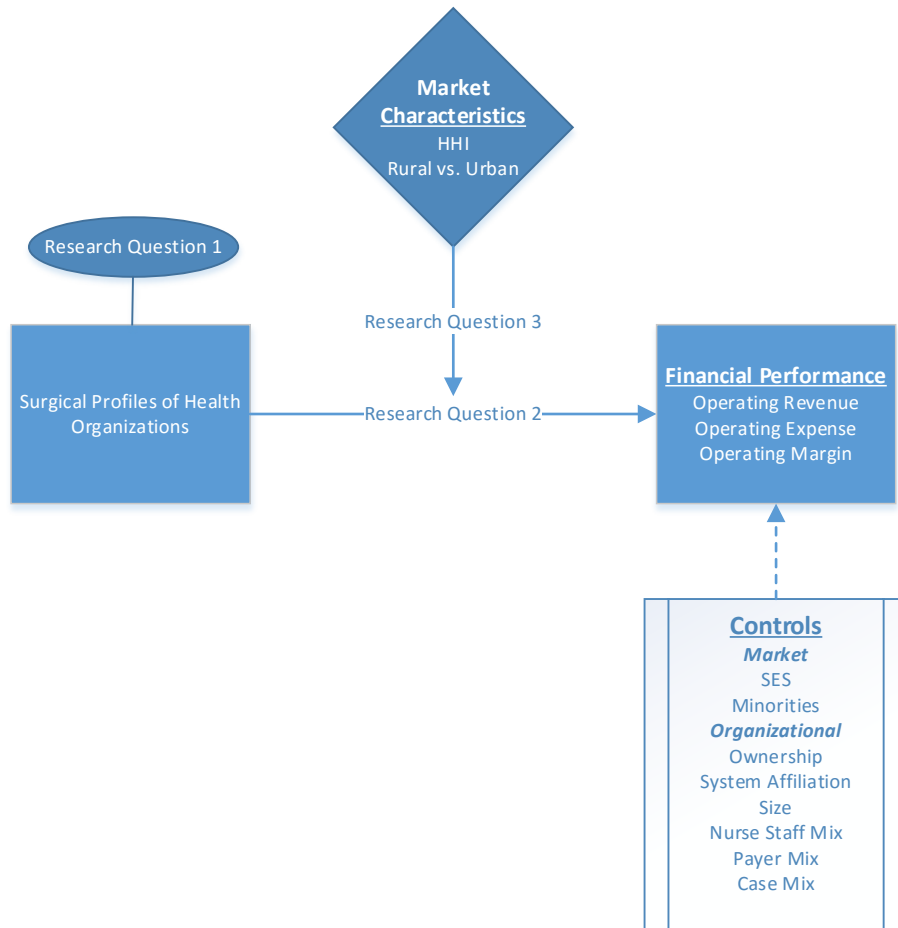 Market
Characteristics
HHI
Rural vs. Urban
Research Question 1
Research Question 3
Surgical Profiles of Health
Organizations
Research Question 2
Financial Performance
Operating Revenue
Operating Expense
Operating Margin
Controls
Market
SES
Minorities
Organizational
Ownership
System Affiliation
Size
Nurse Staff Mix
Payer Mix
Case Mix